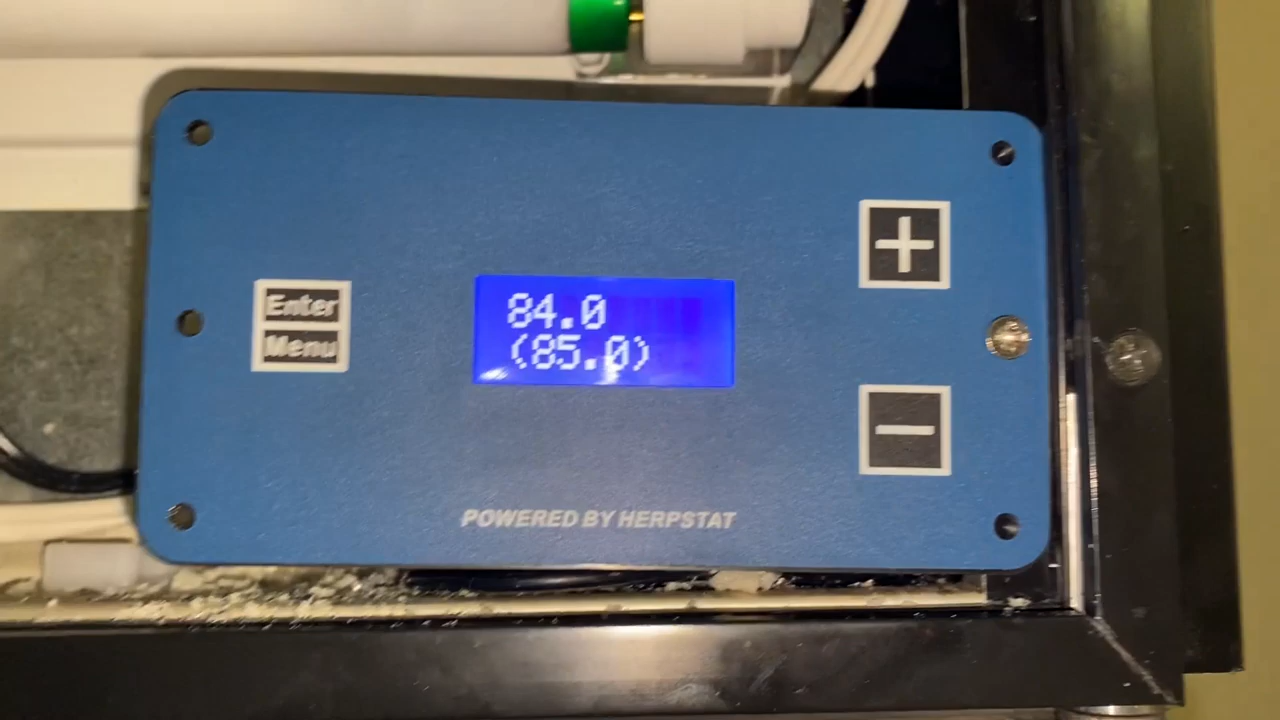 Enter
Menu
84.0
(85.0)
+
−
POWERED BY HERPSTAT